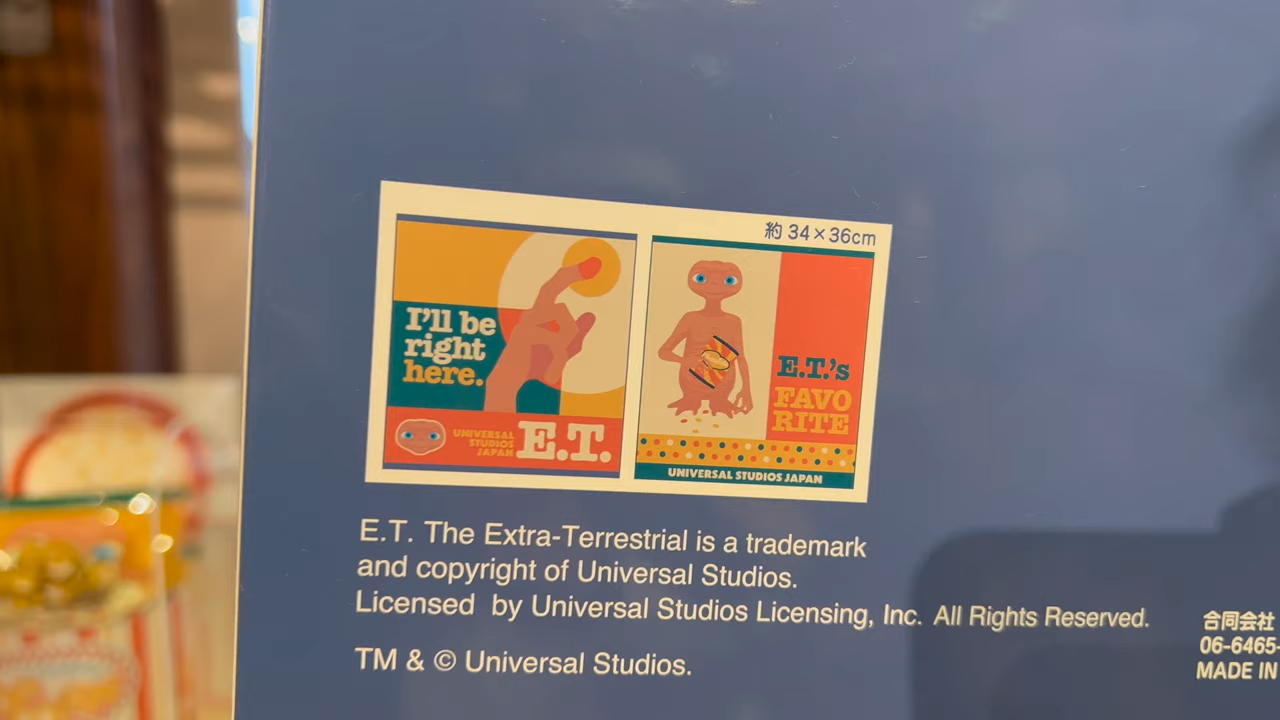 約 34×36cm
I'll be
right
here.
UNIVERSAL
STUDIOS
JAPAN
E.T.
E.T.'s
FAVO
RITE
UNIVERSAL STUDIOS JAPAN
E.T. The Extra-Terrestrial is a trademark
and copyright of Universal Studios.
Licensed by Universal Studios Licensing, Inc. All Rights Reserved.
TM & © Universal Studios.
合同会社
06-6465-
MADE IN